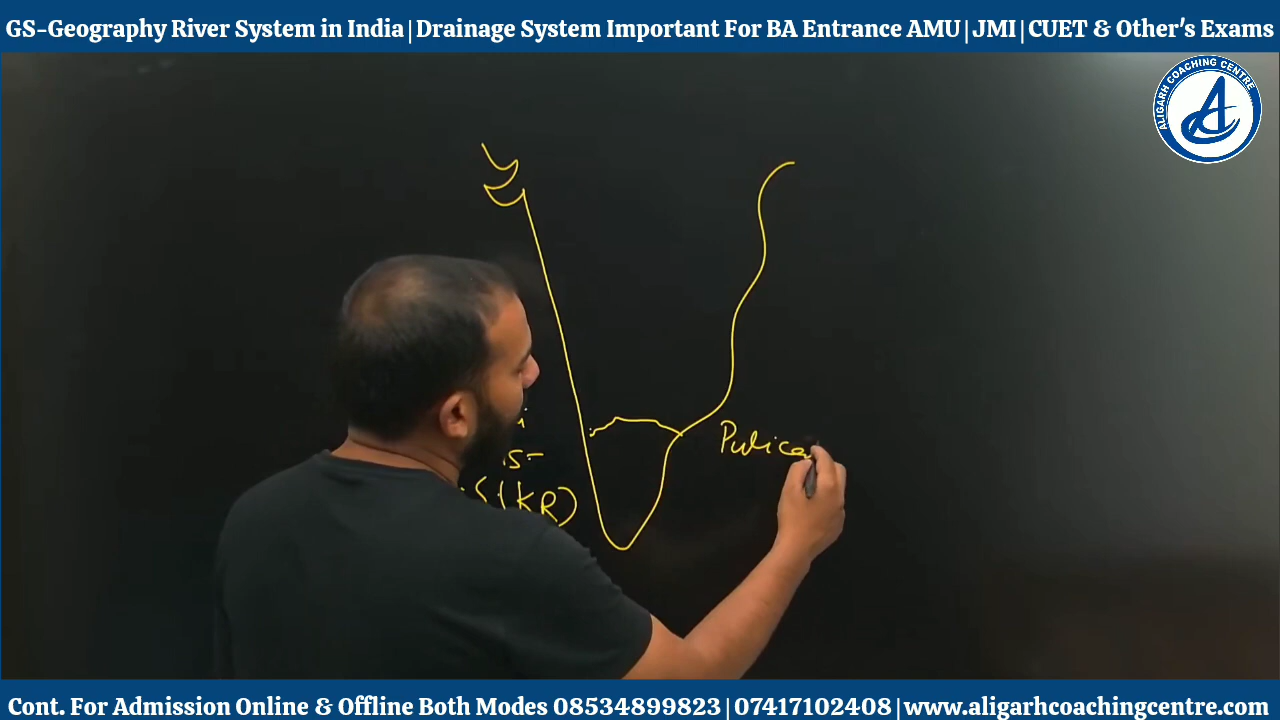 GS-Geography River System in India|Drainage System Important For BA Entrance AMU|JMI|CUET & Other's Exams
ALIGARH COACHING CENTRE
A
i
Pulica
is-
S(KR)
Cont. For Admission Online & Offline Both Modes 08534899823|07417102408|www.aligarhcoachingcentre.com